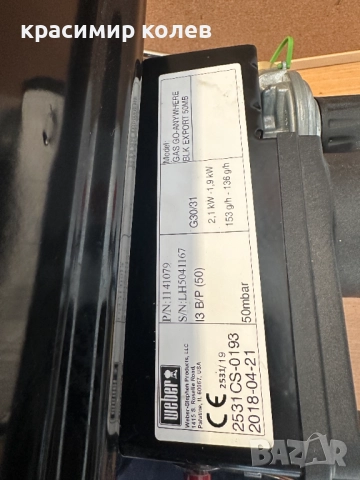 красимир колев
Model:
GAS GO-ANYWHERE
BLK EXPORT 50MB
G30/31
2,1 kW -1,9 kW
153 g/h - 136 g/h
P/N:1141079
S/N:LH5041167
I3 B/P (50)
50mbar
weber
Weber-Stephen Products, LLC
1415 S. Roselle Road,
Palatine, IL 60067, USA
CE 2531/19
2531CS-0193
2018-04-21
BAZAR